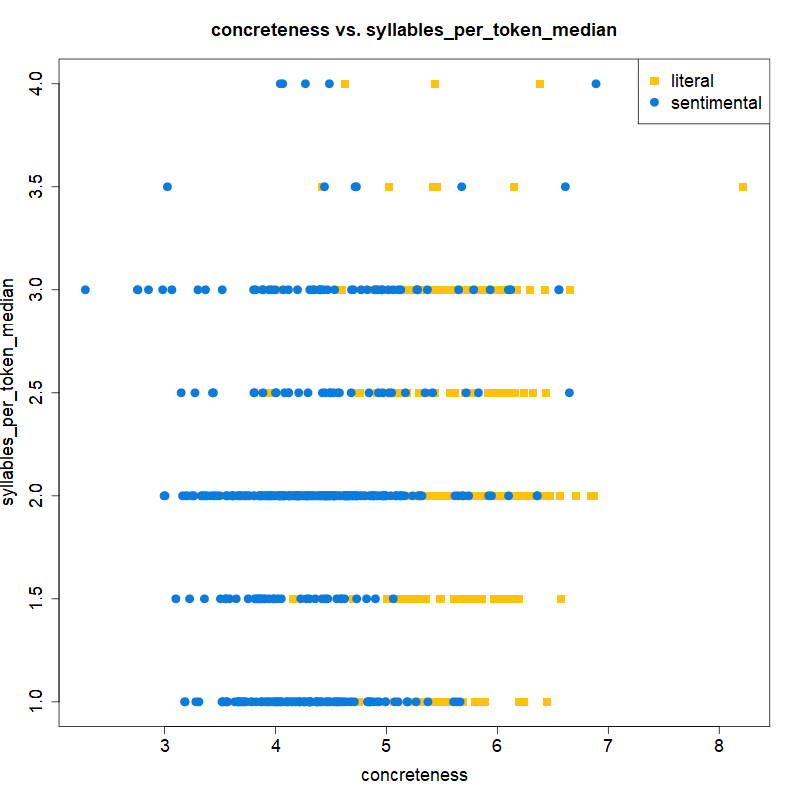 concreteness vs. syllables_per_token_median
literal
sentimental
syllables_per_token_median
4.0
3.5
3.0
2.5
2.0
1.5
1.0
3 4 5 6 7 8
concreteness